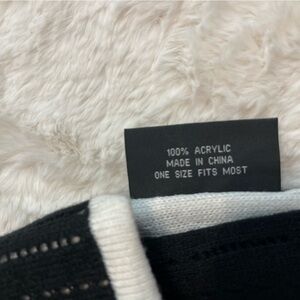 100% ACRYLIC
MADE IN CHINA
ONE SIZE FITS MOST